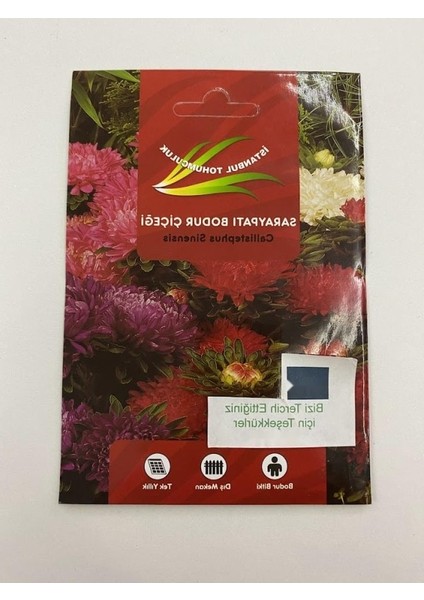 İSTANBUL TOHUMCULUK
SARAYPATI BODUR ÇİÇEĞİ
Callistephus Sinensis
Bizi Tercih Ettiğiniz
için Teşekkürler
Bodur Bitki
Dış Mekan
Tek Yıllık